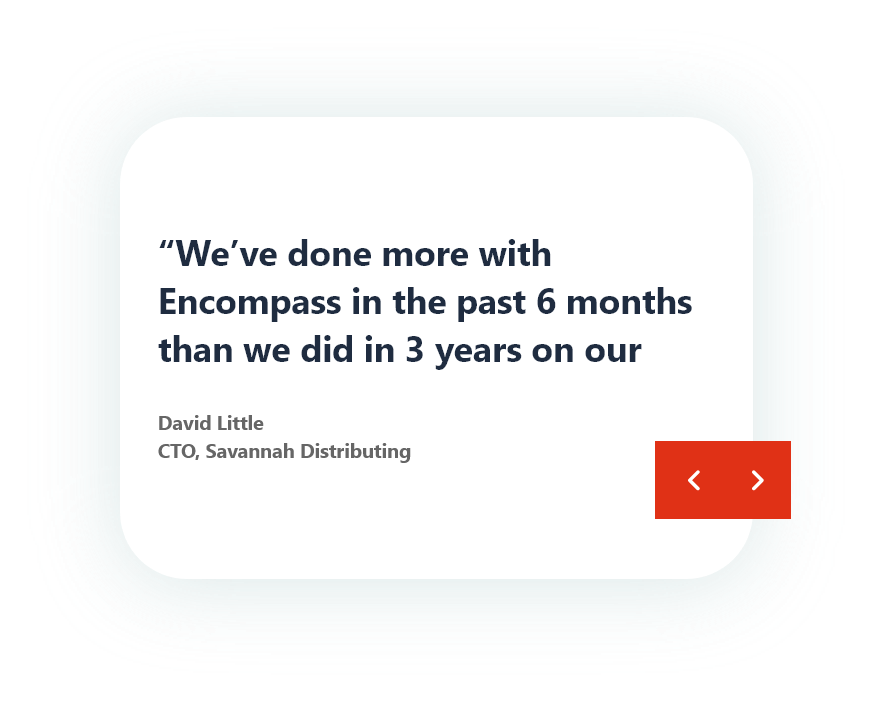 “We’ve done more with
Encompass in the past 6 months
than we did in 3 years on our
David Little
CTO, Savannah Distributing